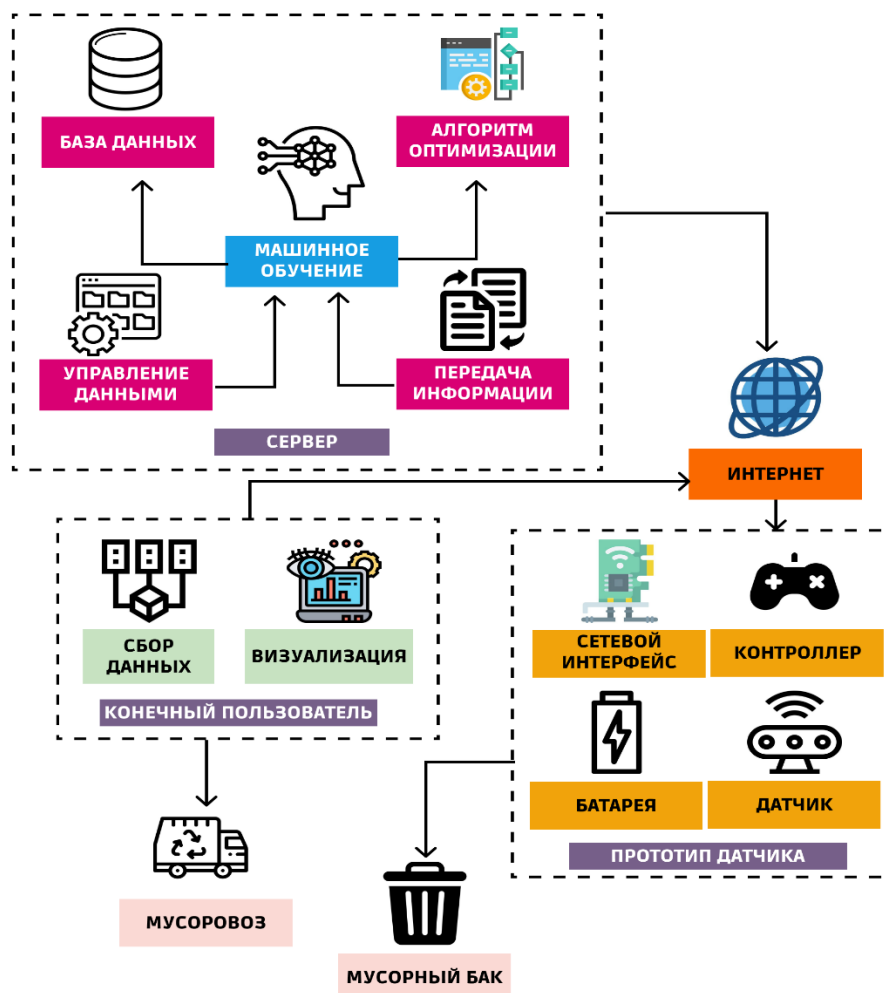 БАЗА ДАННЫХ
АЛГОРИТМ
ОПТИМИЗАЦИИ
МАШИННОЕ
ОБУЧЕНИЕ
УПРАВЛЕНИЕ
ДАННЫМИ
ПЕРЕДАЧА
ИНФОРМАЦИИ
СЕРВЕР
ИНТЕРНЕТ
СБОР
ДАННЫХ
ВИЗУАЛИЗАЦИЯ
КОНЕЧНЫЙ ПОЛЬЗОВАТЕЛЬ
СЕТЕВОЙ
ИНТЕРФЕЙС
КОНТРОЛЛЕР
БАТАРЕЯ
ДАТЧИК
ПРОТОТИП ДАТЧИКА
МУСОРОВОЗ
МУСОРНЫЙ БАК